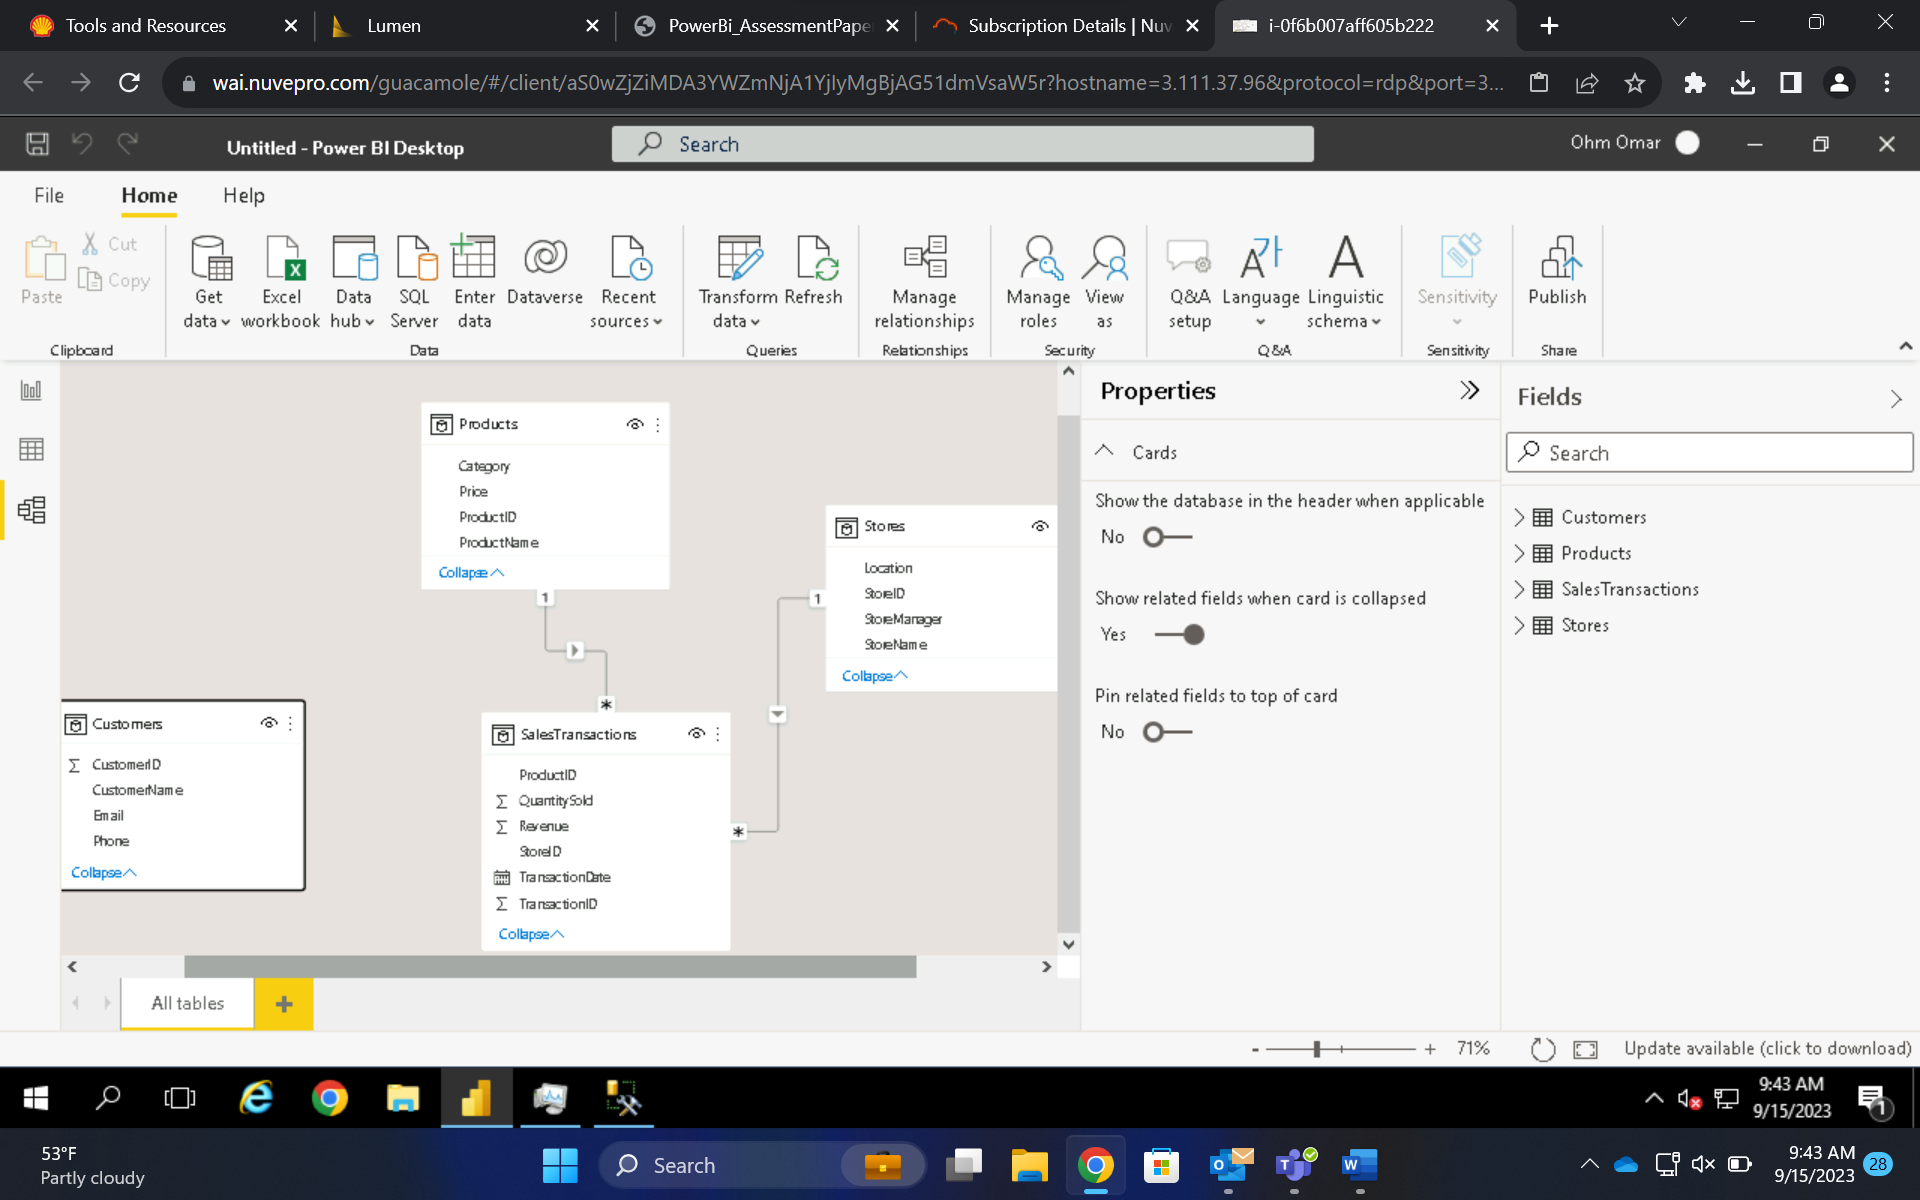 Tools and Resources
Lumen
PowerBi_AssessmentPape
Subscription Details | Nuv
i-0f6b007aff605b222
wai.nuvepro.com/guacamole/#/client/aS0wZjZiMDA3YWZmNjA1YjIyMgBjAG51dmVsaW5r?hostname=3.111.37.96&protocol=rdp&port=3...
Untitled - Power BI Desktop
Search
Ohm Omar
File
Home
Help
Paste
Cut
Copy
Clipboard
Get data
Excel workbook
Data hub
SQL Server
Enter data
Dataverse
Recent sources
Data
Transform data
Refresh
Queries
Manage relationships
Relationships
Manage roles
View as
Security
Q&A setup
Language
Linguistic schema
Q&A
Sensitivity
Sensitivity
Publish
Share
Products
Category
Price
ProductID
ProductName
Collapse
1
*
Stores
Location
StoreID
StoreManager
StoreName
Collapse
1
*
Customers
CustomerID
CustomerName
Email
Phone
Collapse
SalesTransactions
ProductID
QuantitySold
Revenue
StoreID
TransactionDate
TransactionID
Collapse
All tables
+
Properties
Cards
Show the database in the header when applicable
No
Show related fields when card is collapsed
Yes
Pin related fields to top of card
No
Fields
Search
Customers
Products
SalesTransactions
Stores
- + 71%
Update available (click to download)
9:43 AM
9/15/2023
1
53°F
Partly cloudy
Search
9:43 AM
9/15/2023
28